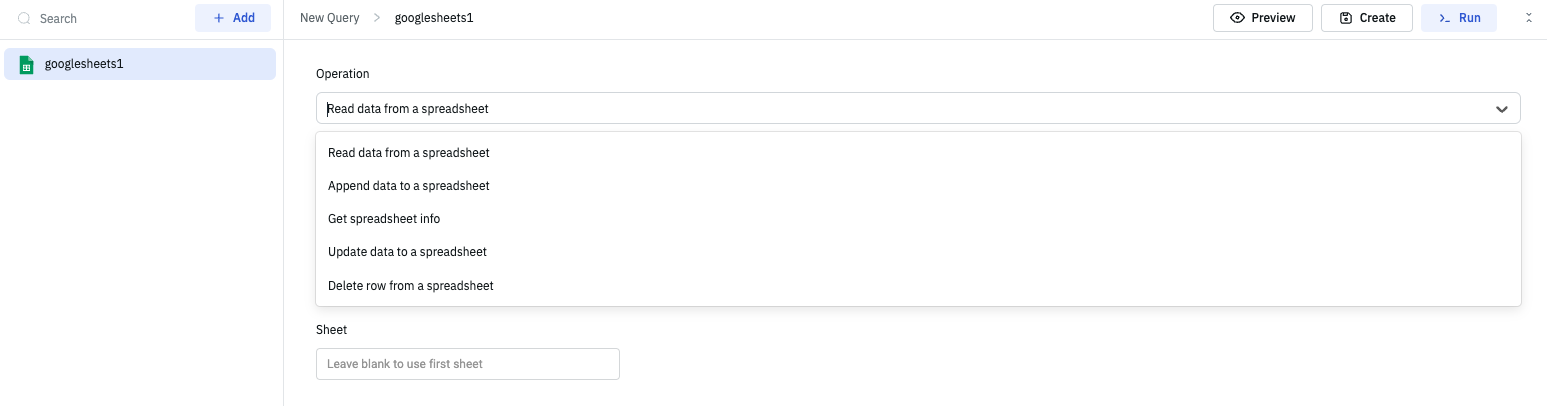 Search
Add
New Query
googlesheets1
Preview
Create
Run
googlesheets1
Operation
Read data from a spreadsheet
Read data from a spreadsheet
Append data to a spreadsheet
Get spreadsheet info
Update data to a spreadsheet
Delete row from a spreadsheet
Sheet
Leave blank to use first sheet